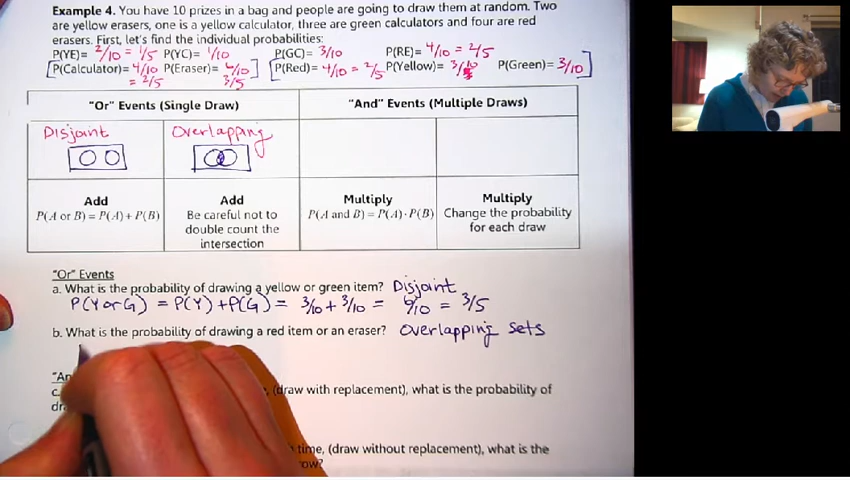 Example 4. You have 10 prizes in a bag and people are going to draw them at random. Two
are yellow erasers, one is a yellow calculator, three are green calculators and four are red
erasers. First, let's find the individual probabilities:
P(YE)= 2/10 = 1/5 P(YC)= 1/10 P(GC)= 3/10 P(RE)= 4/10 = 2/5
[P(Calculator)= 4/10 = 2/5 P(Eraser)= 6/10 3/5] [P(Red)= 4/10 = 2/5 P(Yellow)= 3/10 P(Green)= 3/10]
"Or" Events (Single Draw) "And" Events (Multiple Draws)
Disjoint Overlapping
Add Add Multiply Multiply
P(A or B) = P(A) + P(B) Be careful not to P(A and B) = P(A) · P(B) Change the probability
double count the for each draw
intersection
"Or" Events
a. What is the probability of drawing a yellow or green item? Disjoint
P(Y or G) = P(Y) + P(G) = 3/10 + 3/10 = 6/10 = 3/5
b. What is the probability of drawing a red item or an eraser? Overlapping sets
"An
c. (draw with replacement), what is the probability of
dr
time, (draw without replacement), what is the
row?